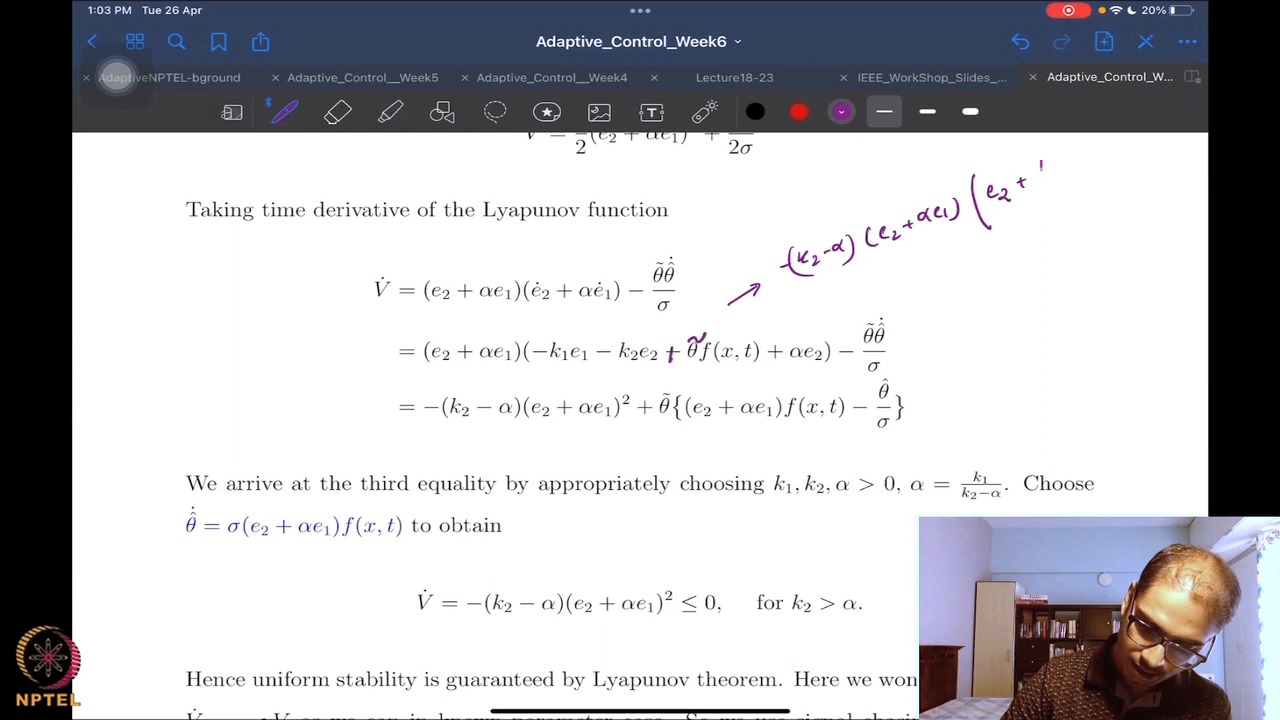 1:03 PM Tue 26 Apr
20%
Adaptive_Control_Week6
AdaptiveNPTEL-bground
Adaptive_Control__Week5
Adaptive_Control__Week4
Lecture18-23
IEEE_WorkShop_Slides_...
Adaptive_Control_W...
2 (e₂ + αe₁) + 2σ
-(k₂-α) (e₂+αe₁) (e₂ +
Taking time derivative of the Lyapunov function
V̇ = (e₂ + αe₁)(ė₂ + αė₁) − θ̃θ̂̇/σ
= (e₂ + αe₁)(−k₁e₁ − k₂e₂ + θ̃f(x, t) + αe₂) − θ̃θ̂̇/σ
= −(k₂ − α)(e₂ + αe₁)² + θ̃{(e₂ + αe₁)f(x, t) − θ̂/σ}
We arrive at the third equality by appropriately choosing k₁, k₂, α > 0, α = k₁/(k₂−α). Choose
θ̂̇ = σ(e₂ + αe₁)f(x, t) to obtain
V̇ = −(k₂ − α)(e₂ + αe₁)² ≤ 0, for k₂ > α.
Hence uniform stability is guaranteed by Lyapunov theorem. Here we won
NPTEL